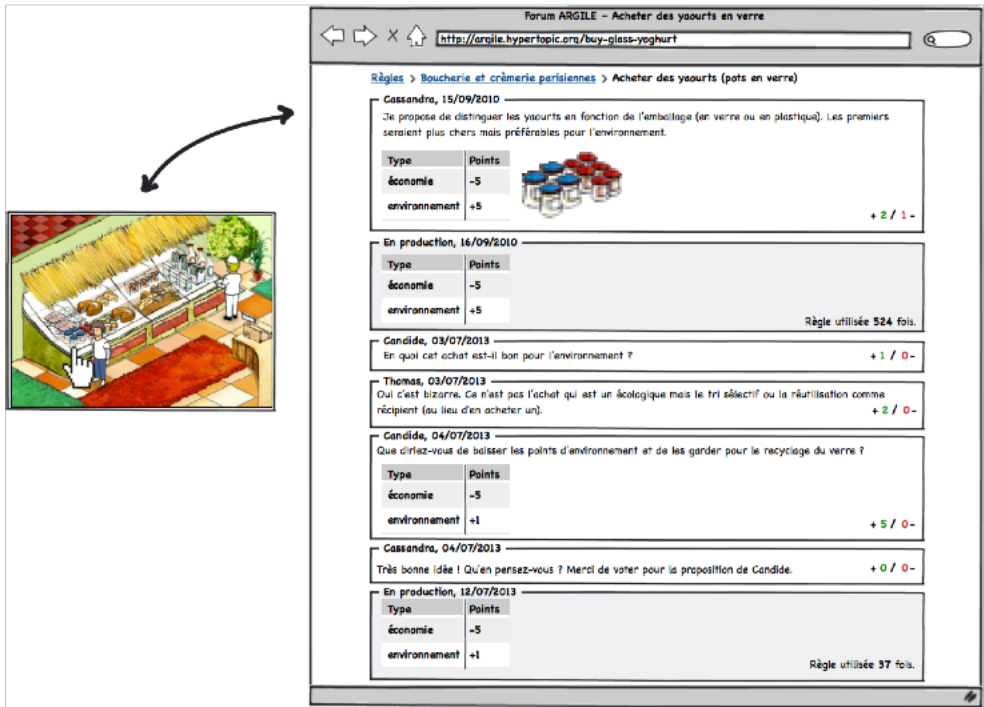 Forum ARGILE – Acheter des yaourts en verre
http://argile.hypertopic.org/buy-glass-yoghurt
Règles > Boucherie et crèmerie parisiennes > Acheter des yaourts (pots en verre)
Cassandra, 15/09/2010
Je propose de distinguer les yaourts en fonction de l'emballage (en verre ou en plastique). Les premiers
seraient plus chers mais préférables pour l'environnement.
Type Points
économie -5
environnement +5
+ 2 / 1 -
En production, 16/09/2010
Type Points
économie -5
environnement +5
Règle utilisée 524 fois.
Candide, 03/07/2013
En quoi cet achat est-il bon pour l'environnement ?
+ 1 / 0 -
Thomas, 03/07/2013
Oui c'est bizarre. Ce n'est pas l'achat qui est un écologique mais le tri sélectif ou la réutilisation comme
récipient (au lieu d'en acheter un).
+ 2 / 0 -
Candide, 04/07/2013
Que diriez-vous de baisser les points d'environnement et de les garder pour le recyclage du verre ?
Type Points
économie -5
environnement +1
+ 5 / 0 -
Cassandra, 04/07/2013
Très bonne idée ! Qu'en pensez-vous ? Merci de voter pour la proposition de Candide.
+ 0 / 0 -
En production, 12/07/2013
Type Points
économie -5
environnement +1
Règle utilisée 37 fois.